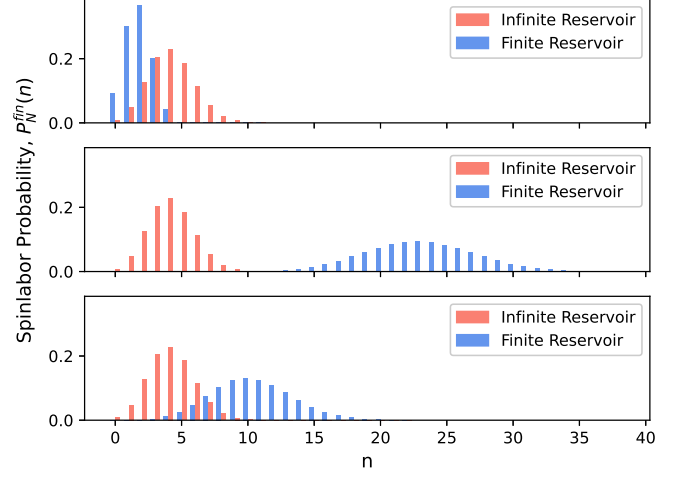 Spinlabor Probability, $P_N^{fin}(n)$
Infinite Reservoir
Finite Reservoir
0.2
0.0
Infinite Reservoir
Finite Reservoir
0.2
0.0
Infinite Reservoir
Finite Reservoir
0.2
0.0
0 5 10 15 20 25 30 35 40
n